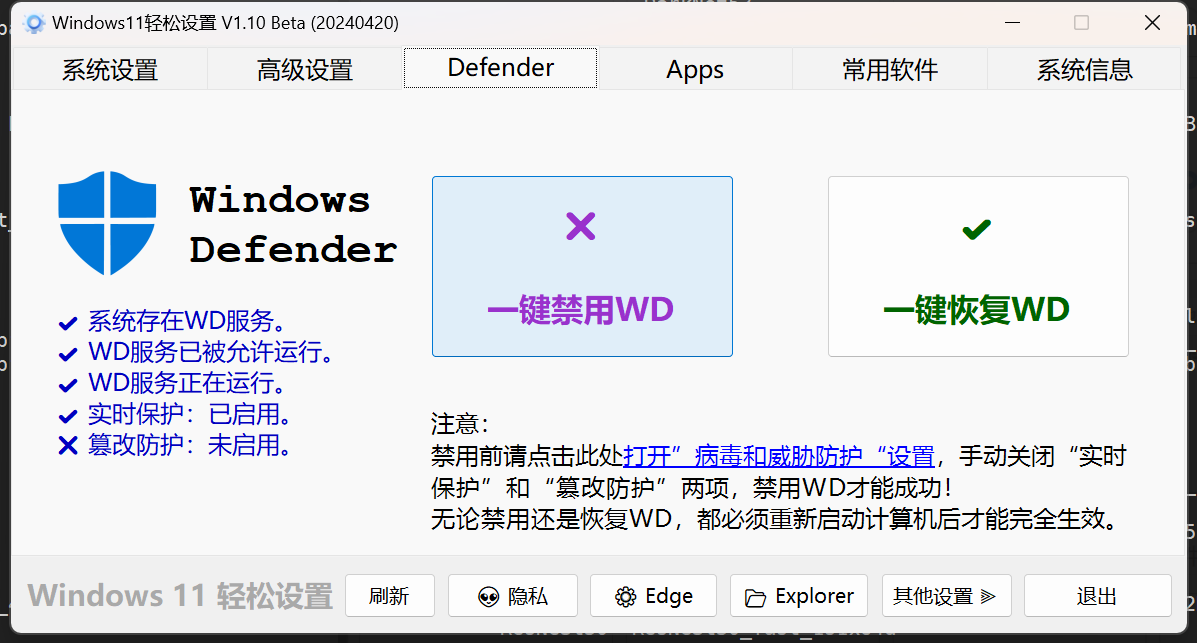 Windows11轻松设置 V1.10 Beta (20240420)
系统设置 高级设置 Defender Apps 常用软件 系统信息
Windows
Defender
系统存在WD服务。
WD服务已被允许运行。
WD服务正在运行。
实时保护：已启用。
篡改防护：未启用。
一键禁用WD
一键恢复WD
注意：
禁用前请点击此处打开”病毒和威胁防护“设置，手动关闭“实时
保护”和“篡改防护”两项，禁用WD才能成功！
无论禁用还是恢复WD，都必须重新启动计算机后才能完全生效。
Windows 11 轻松设置 刷新 隐私 Edge Explorer 其他设置 退出